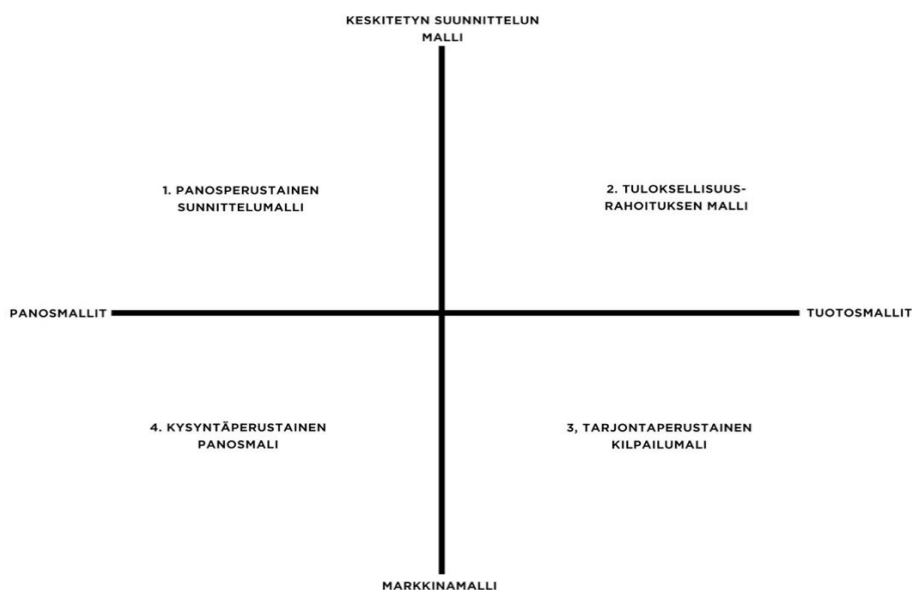 KESKITETYN SUUNNITTELUN
MALLI
1. PANOSPERUSTAINEN
SUNNITTELUMALLI
2. TULOKSELLISUUS-
RAHOITUKSEN MALLI
PANOSMALLIT
TUOTOSMALLIT
4. KYSYNTÄPERUSTAINEN
PANOSMALI
3, TARJONTAPERUSTAINEN
KILPAILUMALI
MARKKINAMALLI